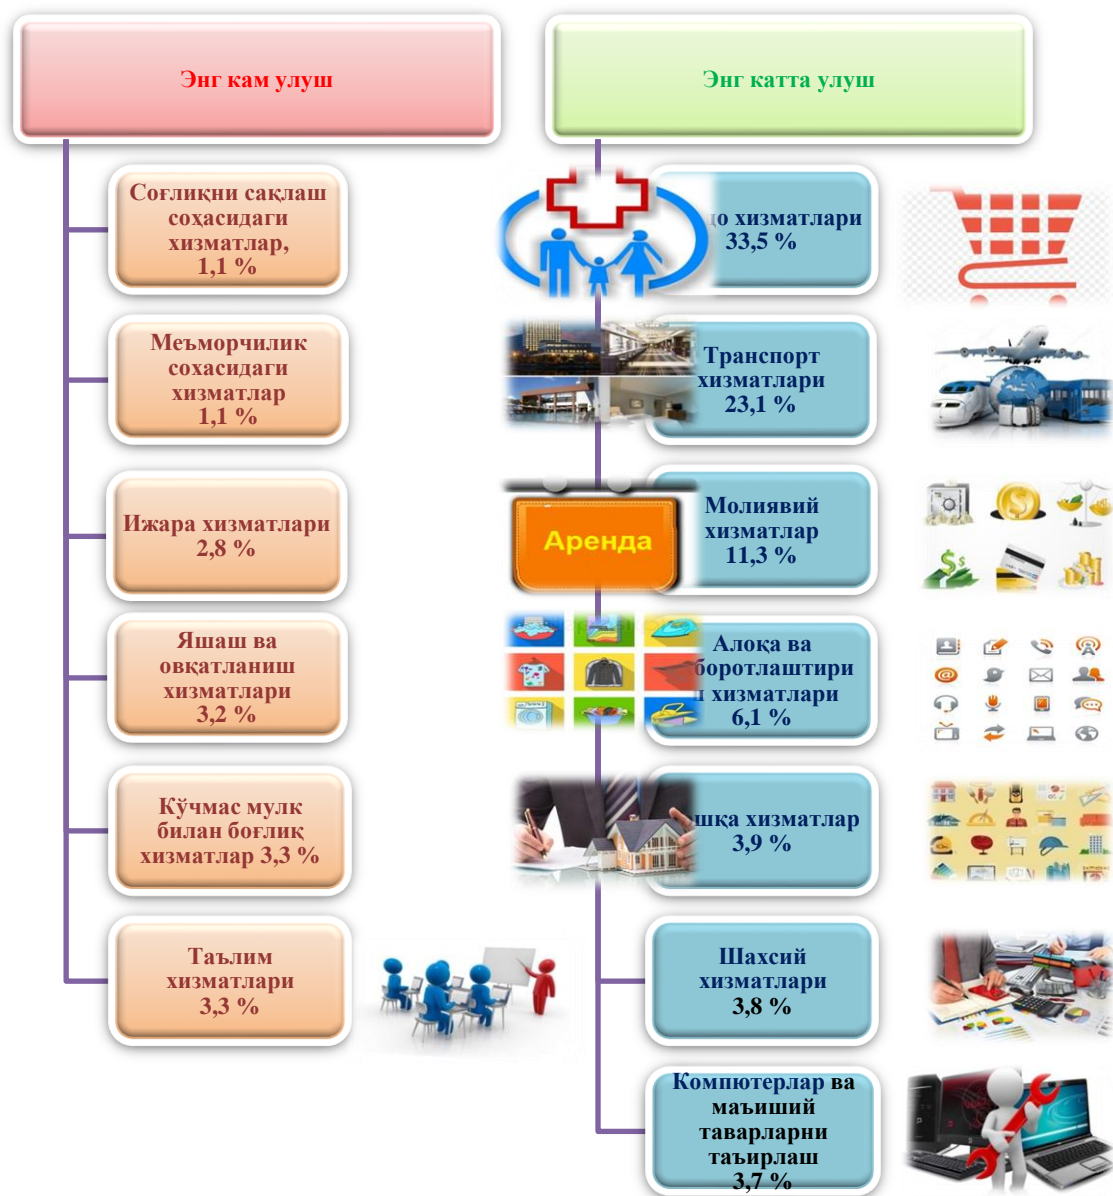 Энг кам улуш
Соғлиқни сақлаш
соҳасидаги
хизматлар,
1,1 %
Меъморчилик
сохасидаги
хизматлар
1,1 %
Ижара хизматлари
2,8 %
Яшаш ва
овқатланиш
хизматлари
3,2 %
Кўчмас мулк
билан боғлиқ
хизматлар 3,3 %
Таълим
хизматлари
3,3 %
Энг катта улуш
хизматлари
33,5 %
Транспорт
хизматлари
23,1 %
Молиявий
хизматлар
11,3 %
Алоқа ва
хизматлари
6,1 %
хизматлар
3,9 %
Шахсий
хизматлари
3,8 %
Компютерлар ва
маъиший
таварларни
таъирлаш
3,7 %
Аренда